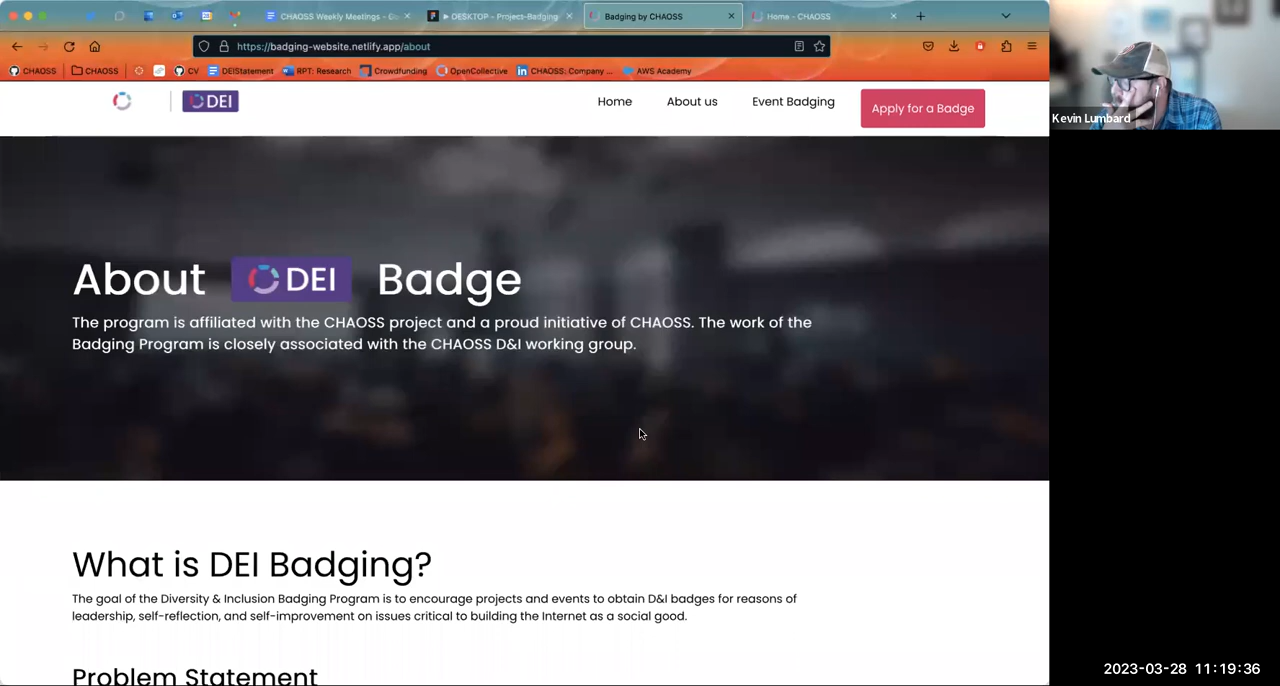 CHAOSS Weekly Meetings - Go
DESKTOP - Project-Badging
Badging by CHAOSS
Home - CHAOSS
https://badging-website.netlify.app/about
CHAOSS
CHAOSS
CV
DEIStatement
RPT: Research
Crowdfunding
OpenCollective
CHAOSS: Company ...
AWS Academy
DEI
Home
About us
Event Badging
Apply for a Badge
Kevin Lumbard
About DEI Badge
The program is affiliated with the CHAOSS project and a proud initiative of CHAOSS. The work of the
Badging Program is closely associated with the CHAOSS D&I working group.
What is DEI Badging?
The goal of the Diversity & Inclusion Badging Program is to encourage projects and events to obtain D&I badges for reasons of
leadership, self-reflection, and self-improvement on issues critical to building the Internet as a social good.
Problem Statement
2023-03-28 11:19:36